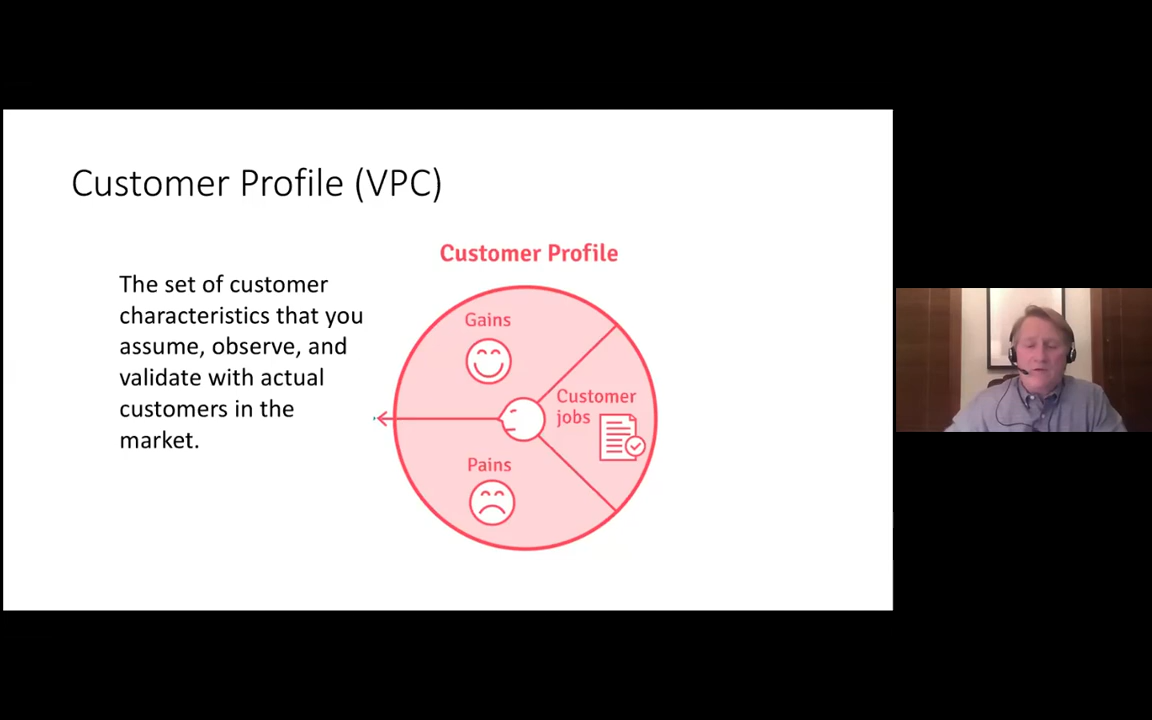 Customer Profile (VPC)
The set of customer
characteristics that you
assume, observe, and
validate with actual
customers in the
market.
Customer Profile
Gains
Customer
jobs
Pains